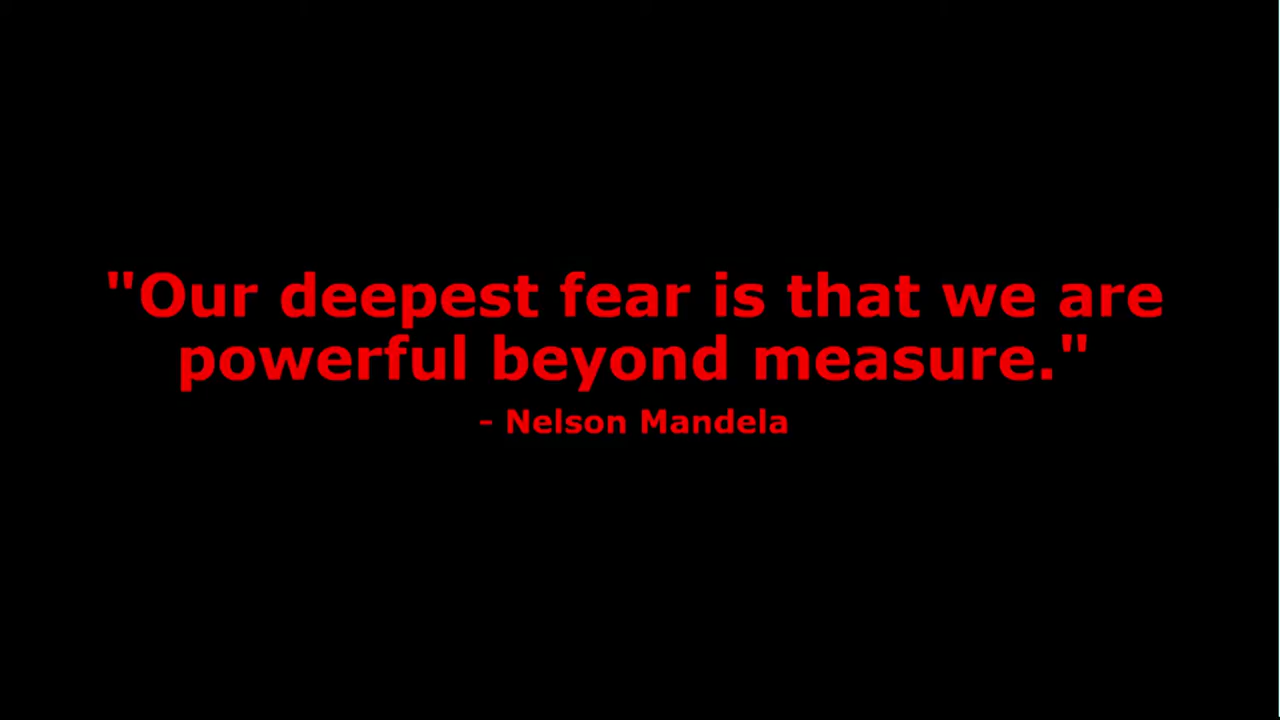 "Our deepest fear is that we are
powerful beyond measure."
- Nelson Mandela